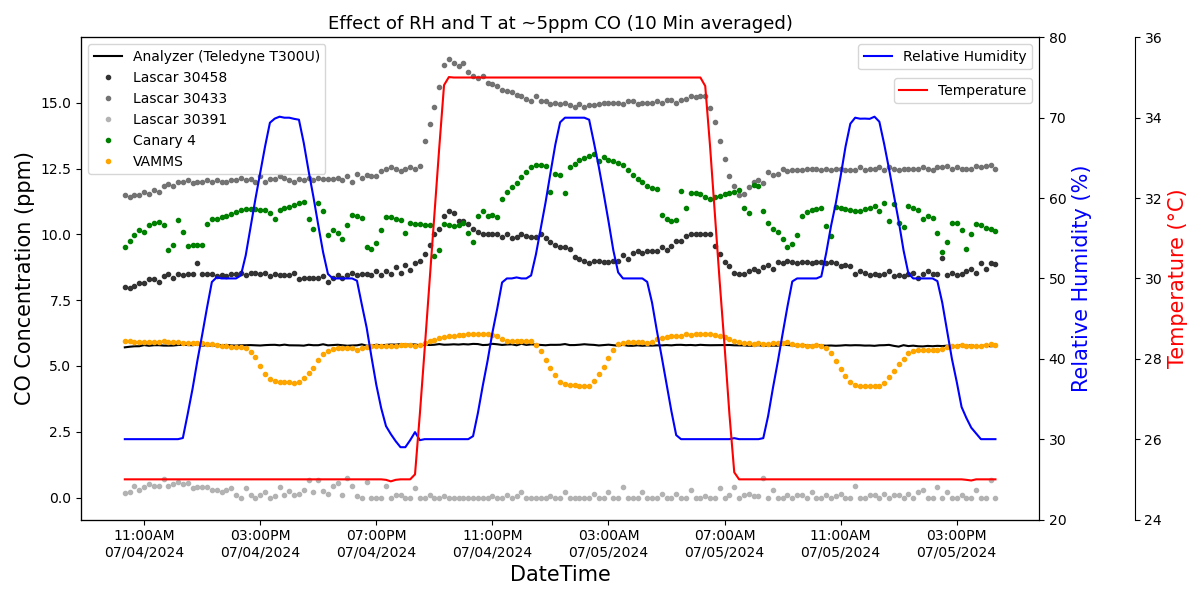 Effect of RH and T at ~5ppm CO (10 Min averaged)
Analyzer (Teledyne T300U)
Lascar 30458
Lascar 30433
Lascar 30391
Canary 4
VAMMS
Relative Humidity
Temperature
CO Concentration (ppm)
15.0
12.5
10.0
7.5
5.0
2.5
0.0
80
70
60
50
40
30
20
Relative Humidity (%)
36
34
32
30
28
26
24
Temperature (°C)
11:00AM
07/04/2024
03:00PM
07/04/2024
07:00PM
07/04/2024
11:00PM
07/04/2024
03:00AM
07/05/2024
07:00AM
07/05/2024
11:00AM
07/05/2024
03:00PM
07/05/2024
DateTime